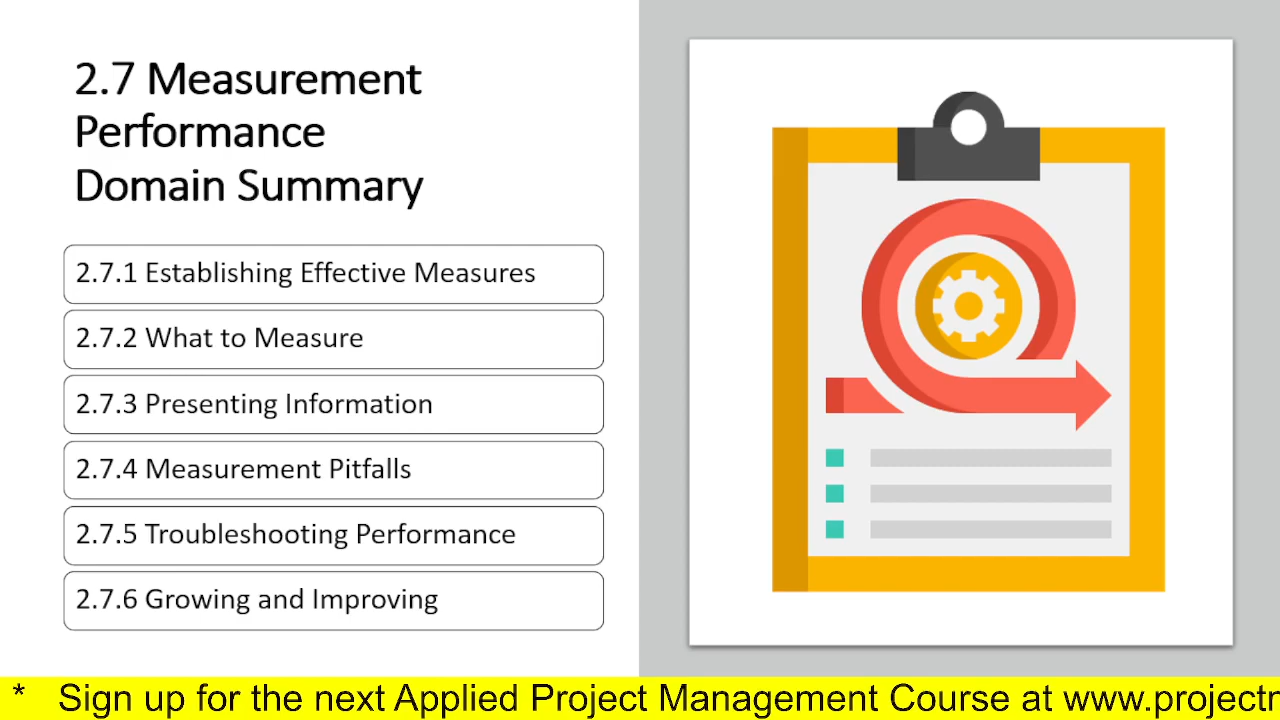 2.7 Measurement
Performance
Domain Summary
2.7.1 Establishing Effective Measures
2.7.2 What to Measure
2.7.3 Presenting Information
2.7.4 Measurement Pitfalls
2.7.5 Troubleshooting Performance
2.7.6 Growing and Improving
* Sign up for the next Applied Project Management Course at